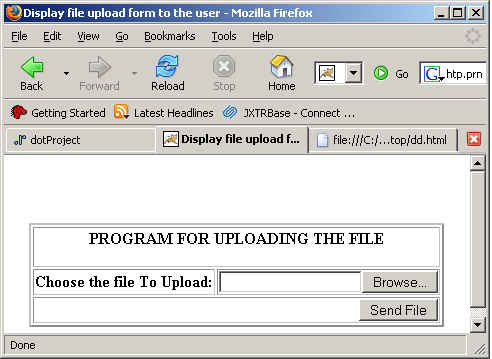 Display file upload form to the user - Mozilla Firefox
File Edit View Go Bookmarks Tools Help
Back Forward Reload Stop Home Go G, htp.prn
Getting Started Latest Headlines JXTRBase - Connect ...
dotProject Display file upload f... file:///C:/...top/dd.html
PROGRAM FOR UPLOADING THE FILE
Choose the file To Upload: Browse...
Send File
Done